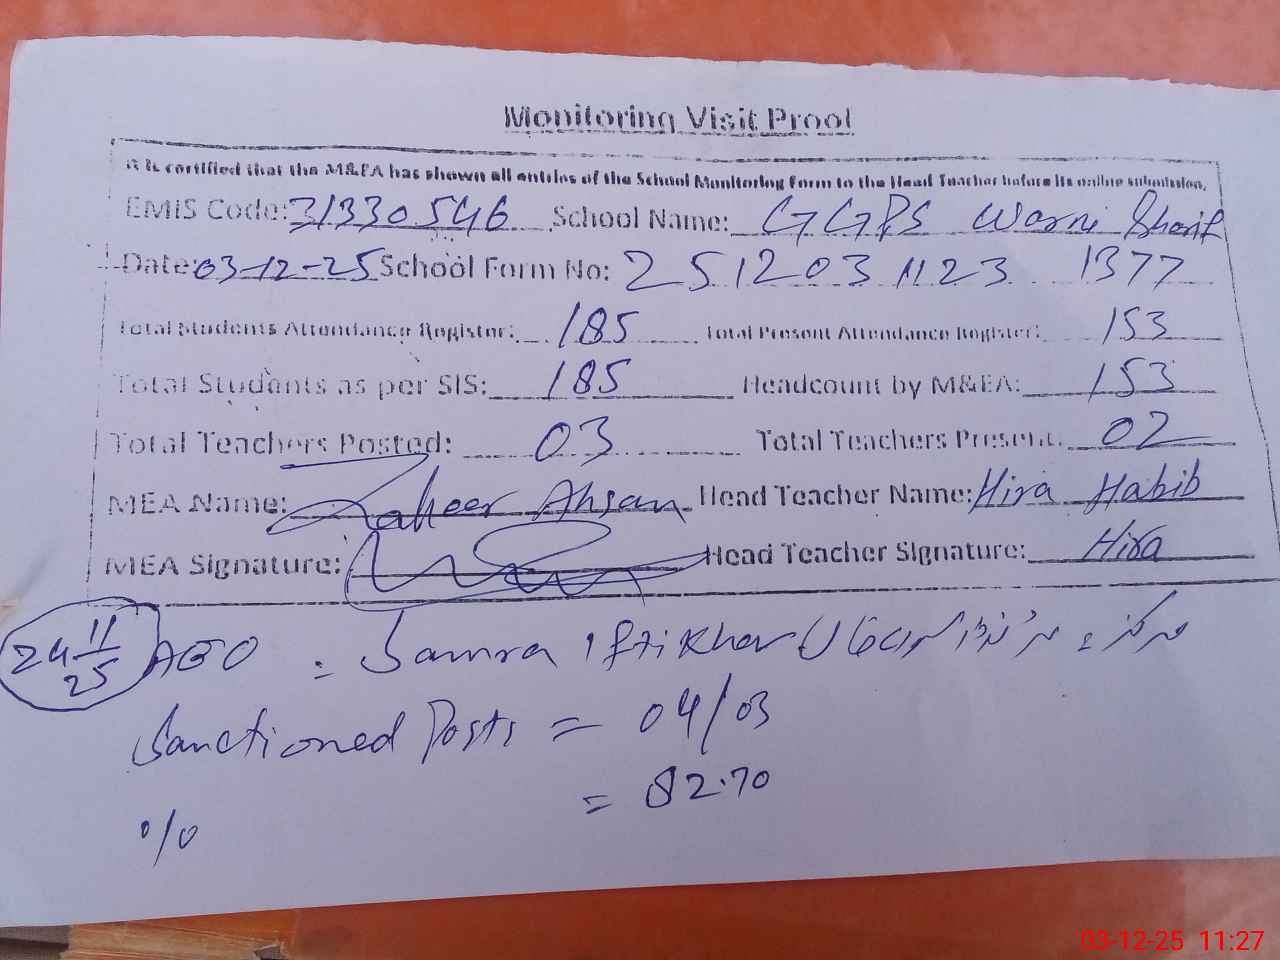 Monitoring Visit Proof
It is certified that the M&EA has shown all entries of the School Monitoring Form to the Head Teacher before its online submission.
EMIS Code: 31330546 School Name: GGPS Warni Sharif
Date: 03-12-25 School Form No: 251203 1123 1377
Total Students Attendance Register: 185 Total Present Attendance Register: 153
Total Students as per SIS: 185 Headcount by M&EA: 153
Total Teachers Posted: 03 Total Teachers Present: 02
MEA Name: Zaheer Ahsan Head Teacher Name: Hira Habib
MEA Signature: Head Teacher Signature: Hira
24 11/25 AEO : Samra Iftikhar
Sanctioned Posts = 04/03
% = 82.70
03-12-25 11:27